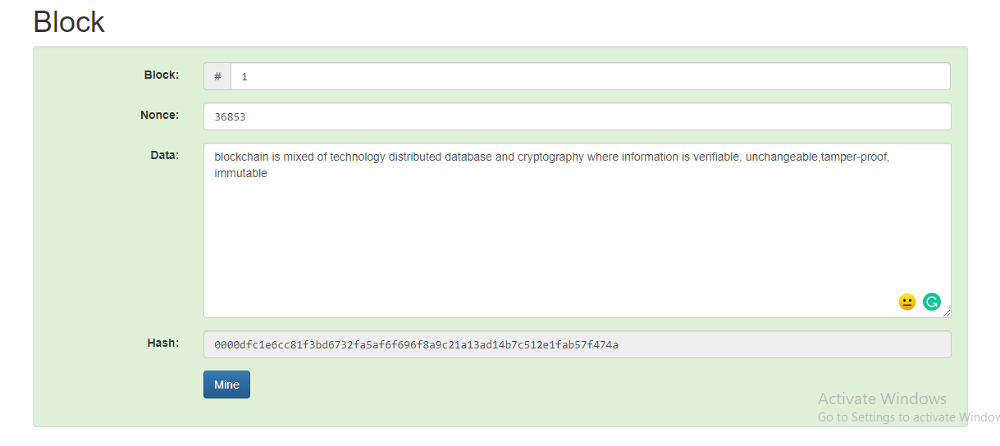 Block
Block: # 1
Nonce: 36853
Data: blockchain is mixed of technology distributed database and cryptography where information is verifiable, unchangeable,tamper-proof,
immutable
Hash: 0000dfc1e6cc81f3bd6732fa5af6f696f8a9c21a13ad14b7c512e1fab57f474a
Mine
Activate Windows
Go to Settings to activate Window